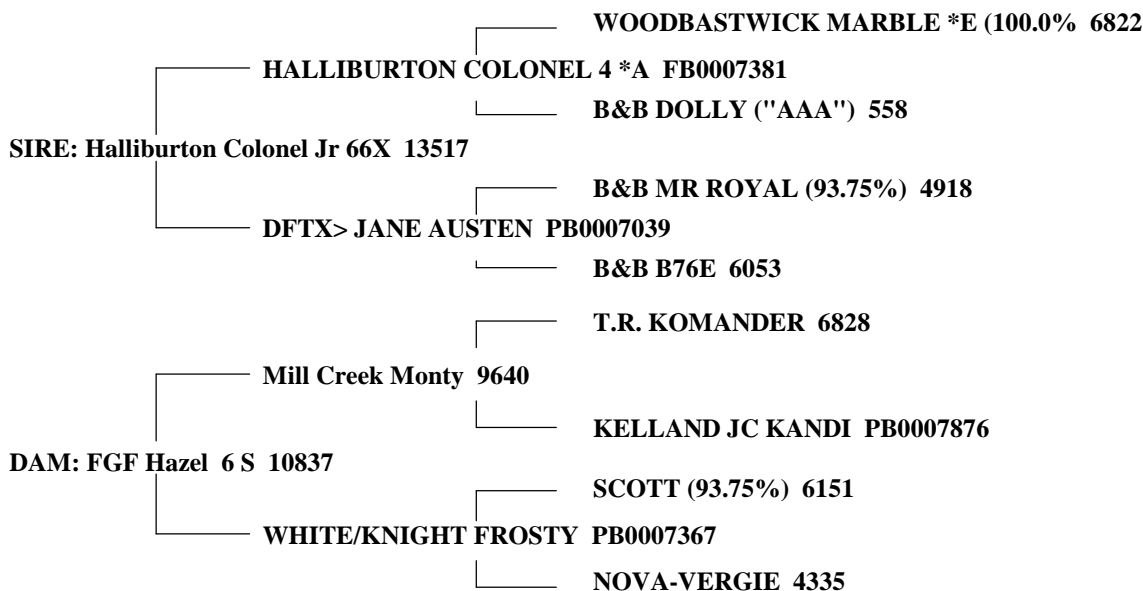 WOODBASTWICK MARBLE *E (100.0% 6822
HALLIBURTON COLONEL 4 *A FB0007381
B&B DOLLY ("AAA") 558
SIRE: Halliburton Colonel Jr 66X 13517
B&B MR ROYAL (93.75%) 4918
DFTX> JANE AUSTEN PB0007039
B&B B76E 6053
T.R. KOMANDER 6828
Mill Creek Monty 9640
KELLAND JC KANDI PB0007876
DAM: FGF Hazel 6 S 10837
SCOTT (93.75%) 6151
WHITE/KNIGHT FROSTY PB0007367
NOVA-VERGIE 4335